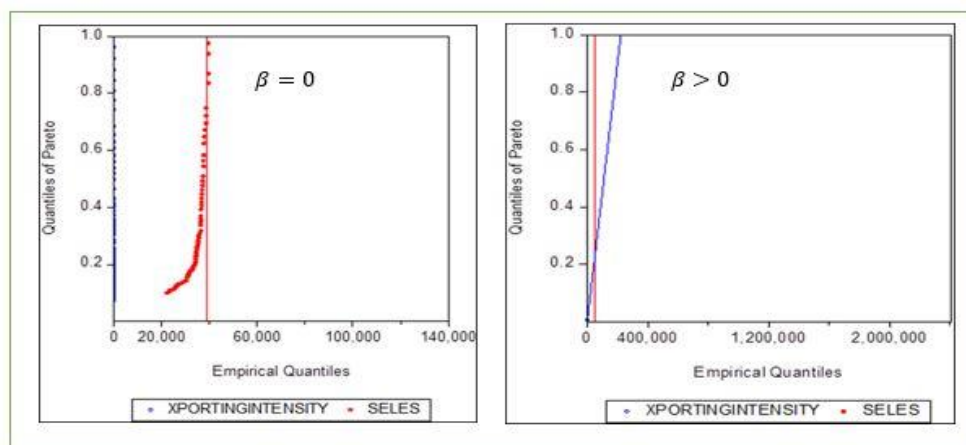 β = 0
Quantiles of Pareto
1.0
0.8
0.6
0.4
0.2
0
20,000
60,000
100,000
140,000
Empirical Quantiles
XPORTINGINTENSITY
SELES
β > 0
Quantiles of Pareto
1.0
0.8
0.6
0.4
0.2
0
400,000
1,200,000
2,000,000
Empirical Quantiles
XPORTINGINTENSITY
SELES